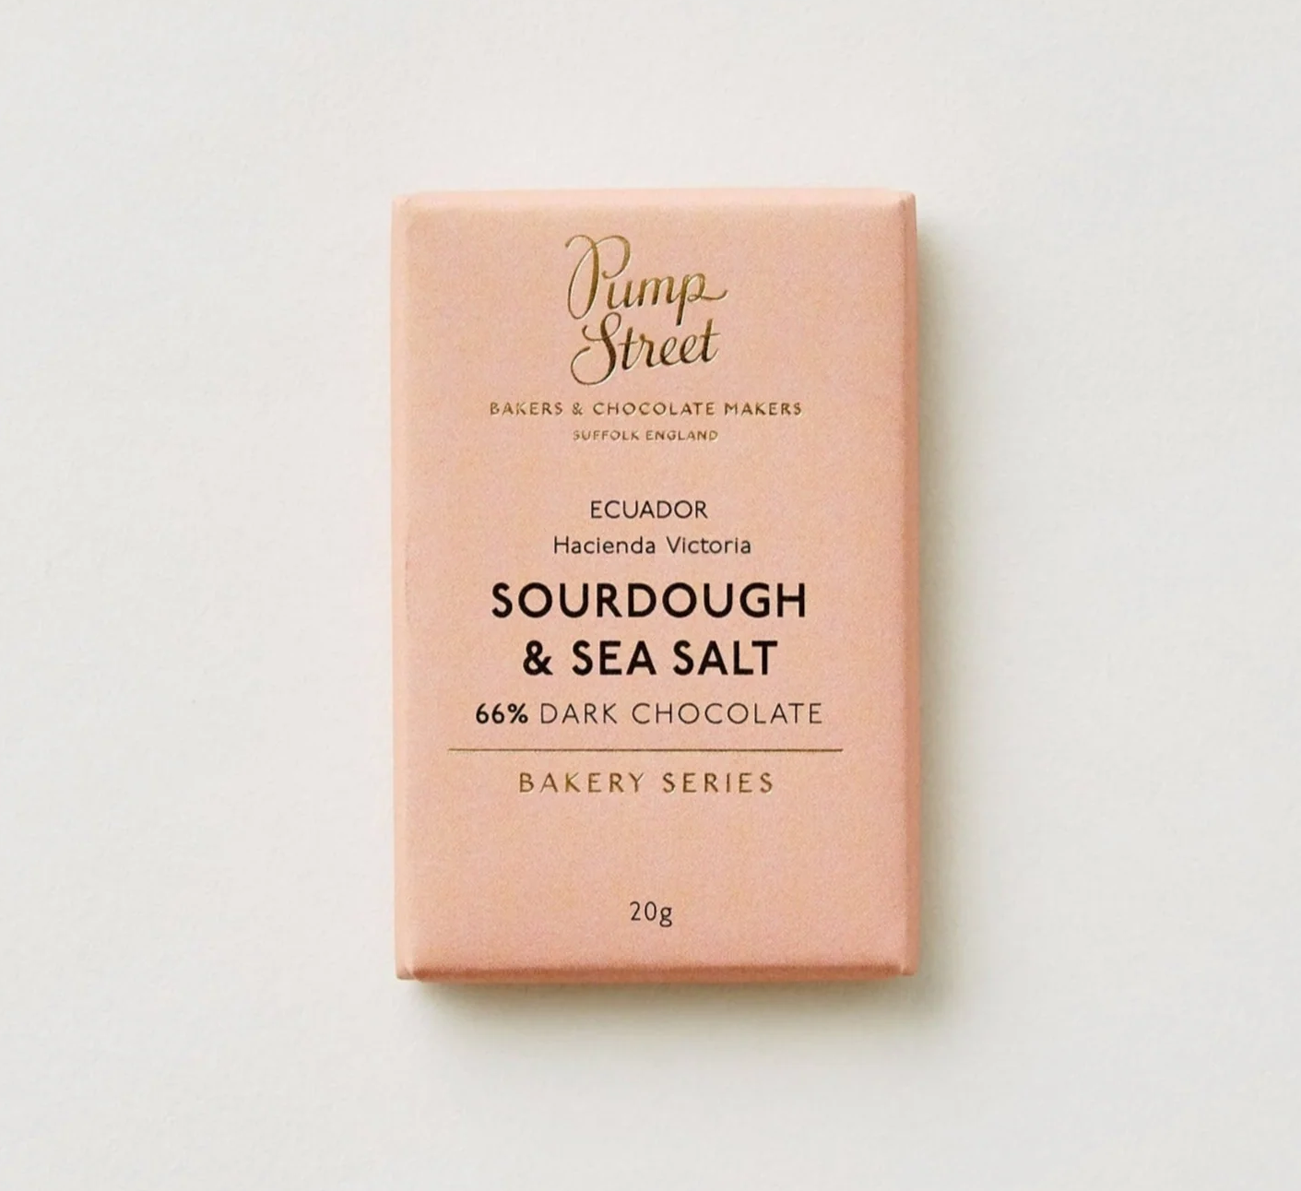 Pump
Street
BAKERS & CHOCOLATE MAKERS
SUFFOLK ENGLAND
ECUADOR
Hacienda Victoria
SOURDOUGH
& SEA SALT
66% DARK CHOCOLATE
BAKERY SERIES
20g